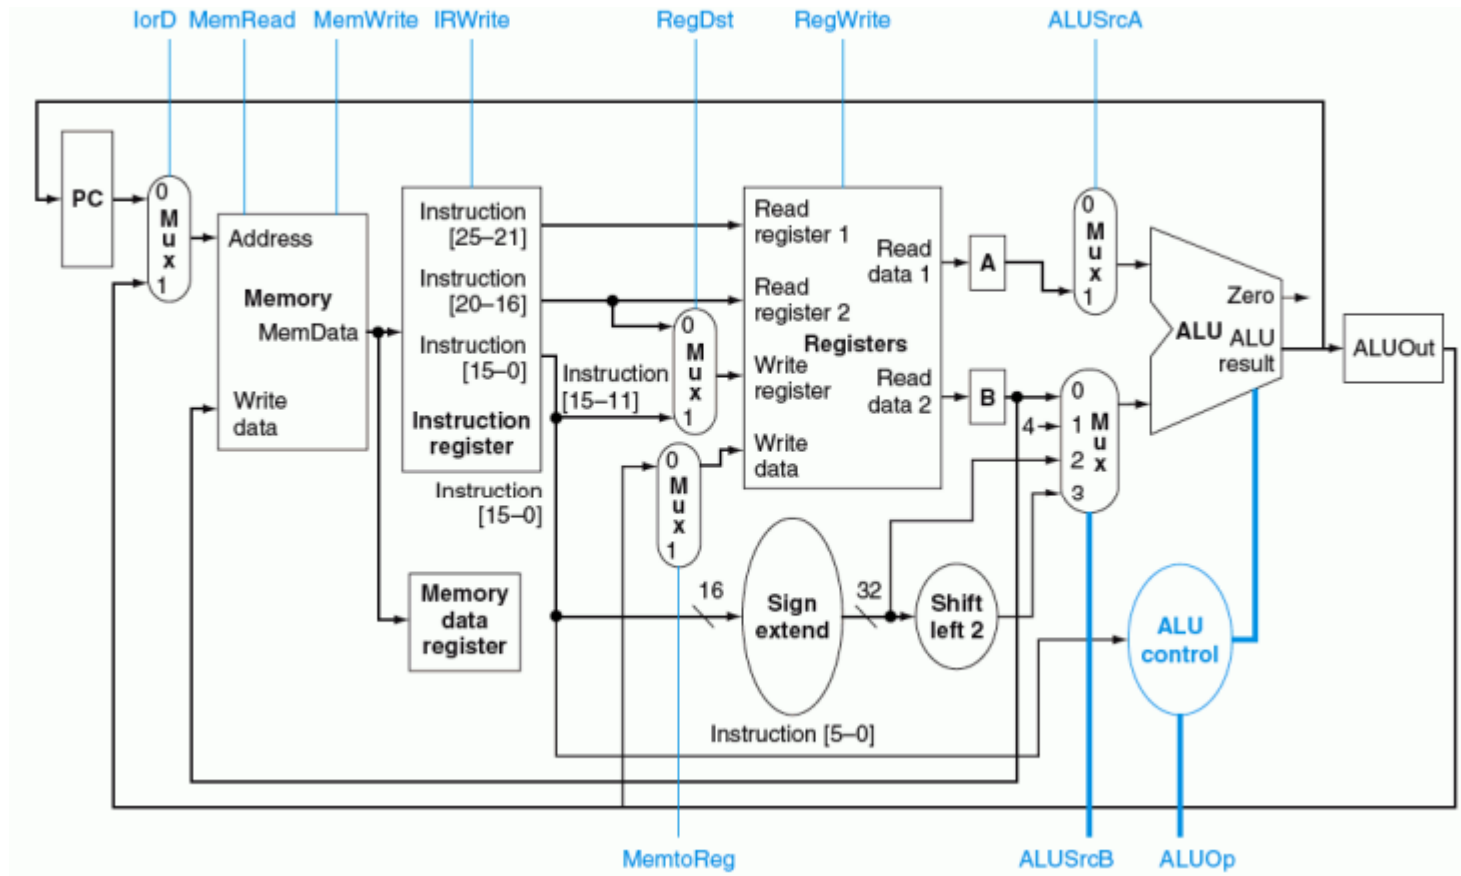 IorD MemRead MemWrite IRWrite RegDst RegWrite ALUSrcA
PC
0
M
u
x
1
Address
Memory
MemData
Write
data
Instruction
[25–21]
Instruction
[20–16]
Instruction
[15–0]
Instruction
register
Instruction
[15–0]
Memory
data
register
Instruction
[15–11]
0
M
u
x
1
0
M
u
x
1
Read
register 1
Read
register 2
Write
register
Write
data
Registers
Read
data 1
Read
data 2
A
B
4
0
M
u
x
1
0
1
2
3
M
u
x
Zero
ALU
ALU
result
ALUOut
16
Sign
extend
32
Shift
left 2
ALU
control
Instruction [5–0]
MemtoReg ALUSrcB ALUOp